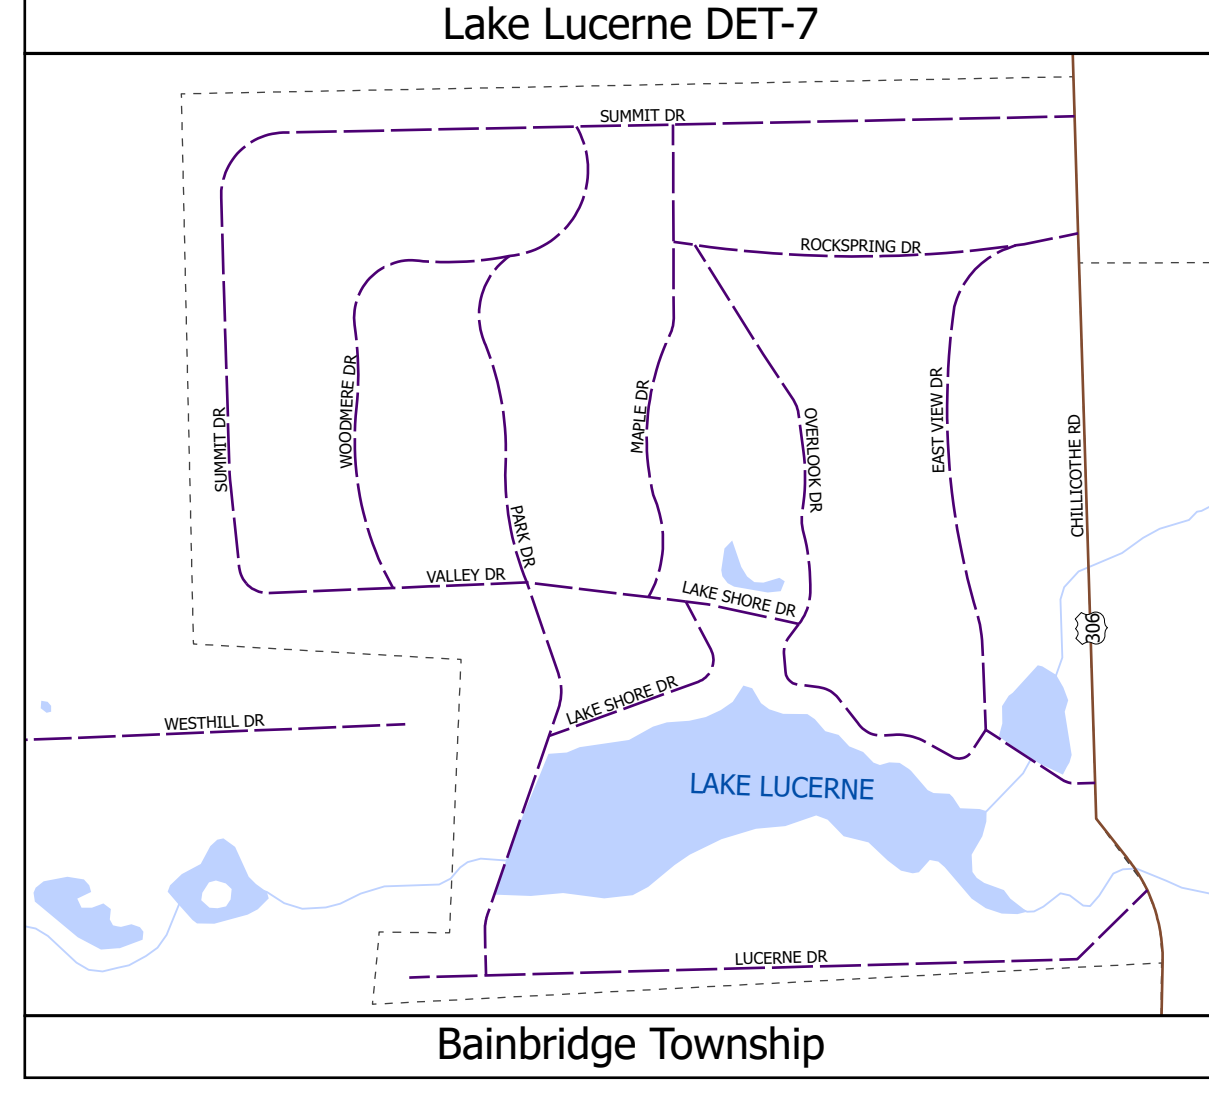 Lake Lucerne DET-7
SUMMIT DR
ROCKSPRING DR
SUMMIT DR
WOODMERE DR
MAPLE DR
OVERLOOK DR
EAST VIEW DR
CHILLICOTHE RD
PARK DR
VALLEY DR
LAKE SHORE DR
306
LAKE SHORE DR
WESTHILL DR
LAKE LUCERNE
LUCERNE DR
Bainbridge Township